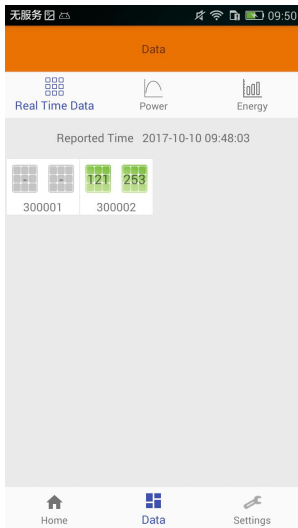 无服务 09:50
Data
Real Time Data Power Energy
Reported Time 2017-10-10 09:48:03
- - 121 253
300001 300002
Home Data Settings